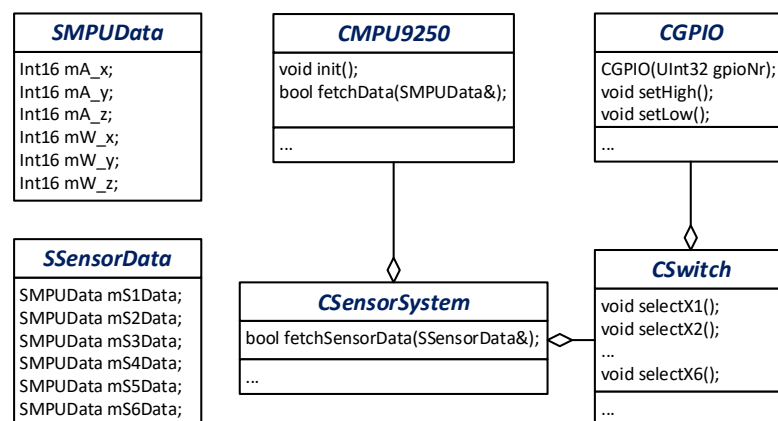 SMPUData
Int16 mA_x;
Int16 mA_y;
Int16 mA_z;
Int16 mW_x;
Int16 mW_y;
Int16 mW_z;
CMPU9250
void init();
bool fetchData(SMPUData&);
...
CGPIO
CGPIO(UInt32 gpioNr);
void setHigh();
void setLow();
...
SSensorData
SMPUData mS1Data;
SMPUData mS2Data;
SMPUData mS3Data;
SMPUData mS4Data;
SMPUData mS5Data;
SMPUData mS6Data;
CSensorSystem
bool fetchSensorData(SSensorData&);
...
CSwitch
void selectX1();
void selectX2();
...
void selectX6();
...